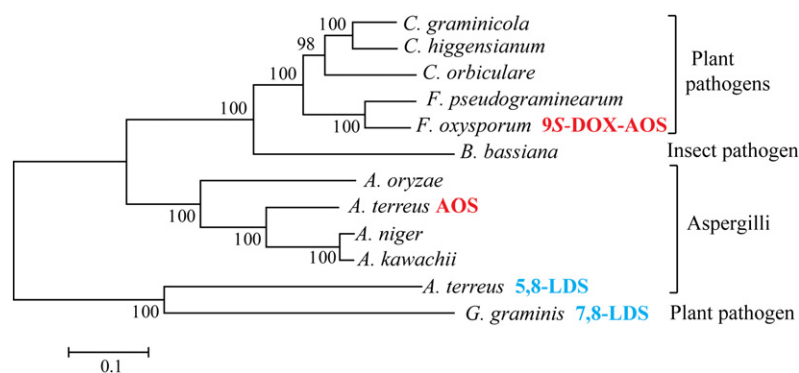 100 C. graminicola
98 C. higgensianum
100 C. orbiculare
Plant pathogens
100 F. pseudograminearum
100 F. oxysporum 9S-DOX-AOS
B. bassiana Insect pathogen
A. oryzae
100 A. terreus AOS
Aspergilli
100 A. niger
100 A. kawachii
A. terreus 5,8-LDS
100 G. graminis 7,8-LDS Plant pathogen
0.1